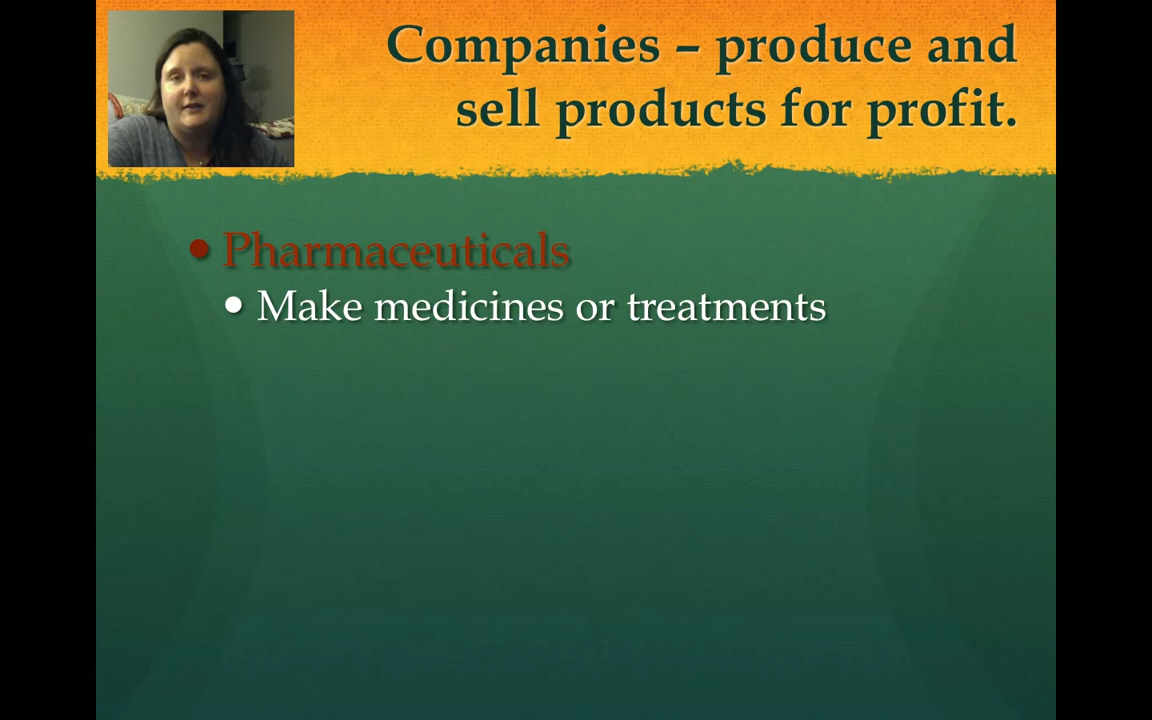 Companies – produce and
sell products for profit.
• Pharmaceuticals
• Make medicines or treatments